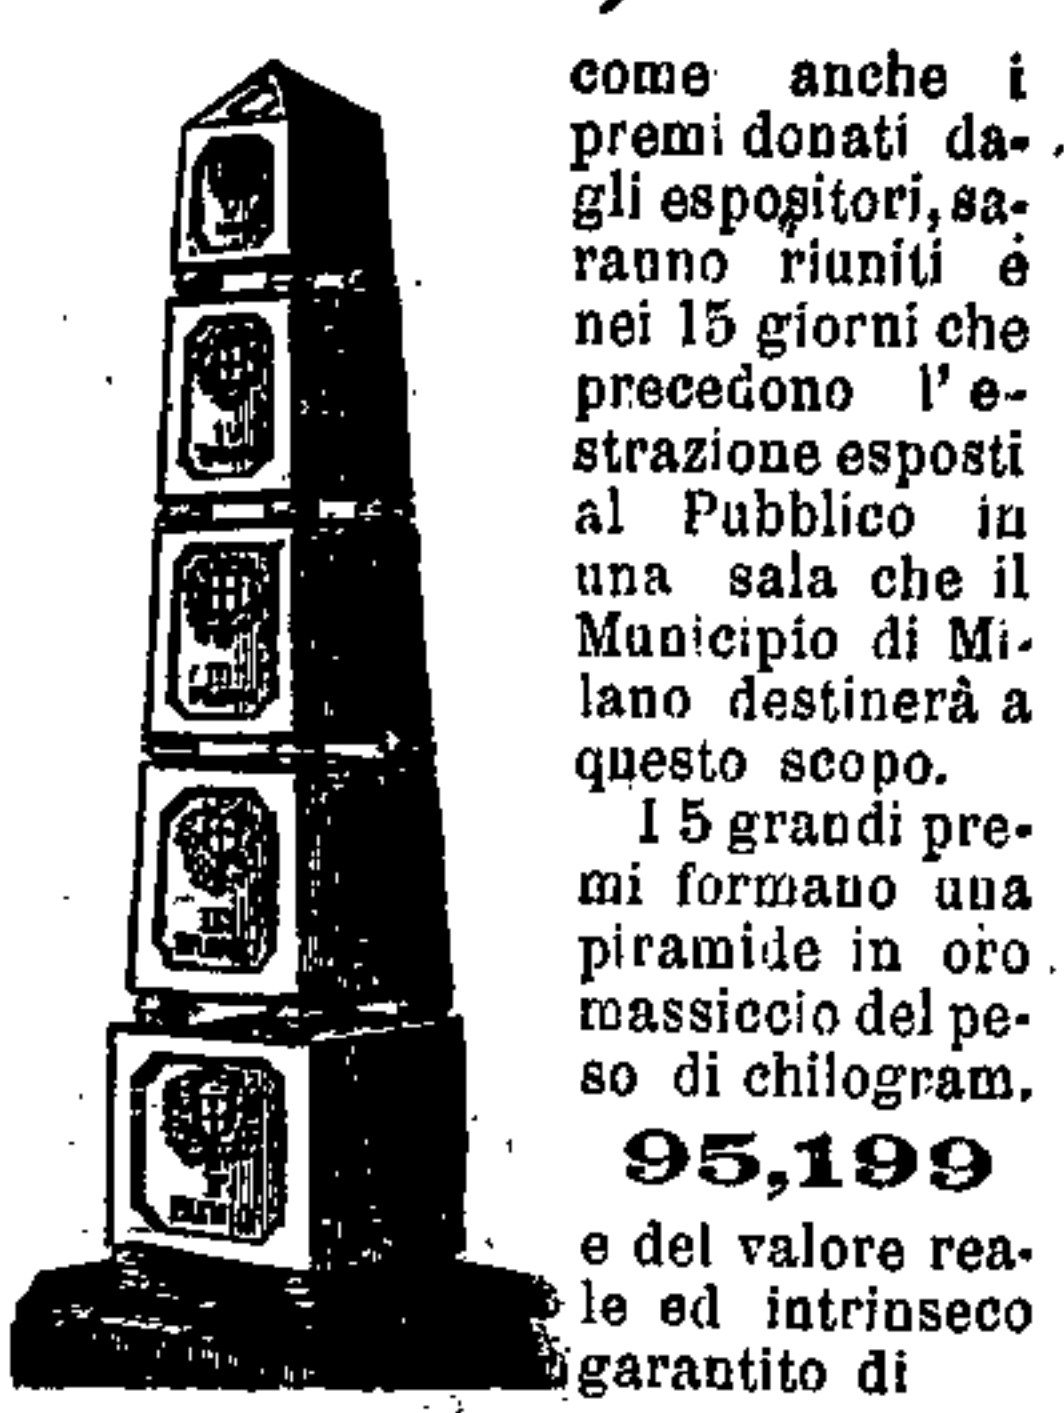 come anche i
premi donati da-
gli espositori, sa-
ranno riuniti e
nei 15 giorni che
precedono l' e-
strazione esposti
al Pubblico in
una sala che il
Municipio di Mi-
lano destinerà a
questo scopo.
I 5 grandi pre-
mi formano una
piramide in oro
massiccio del pe-
so di chilogram.
95,199
e del valore rea-
le ed intrinseco
garantito di